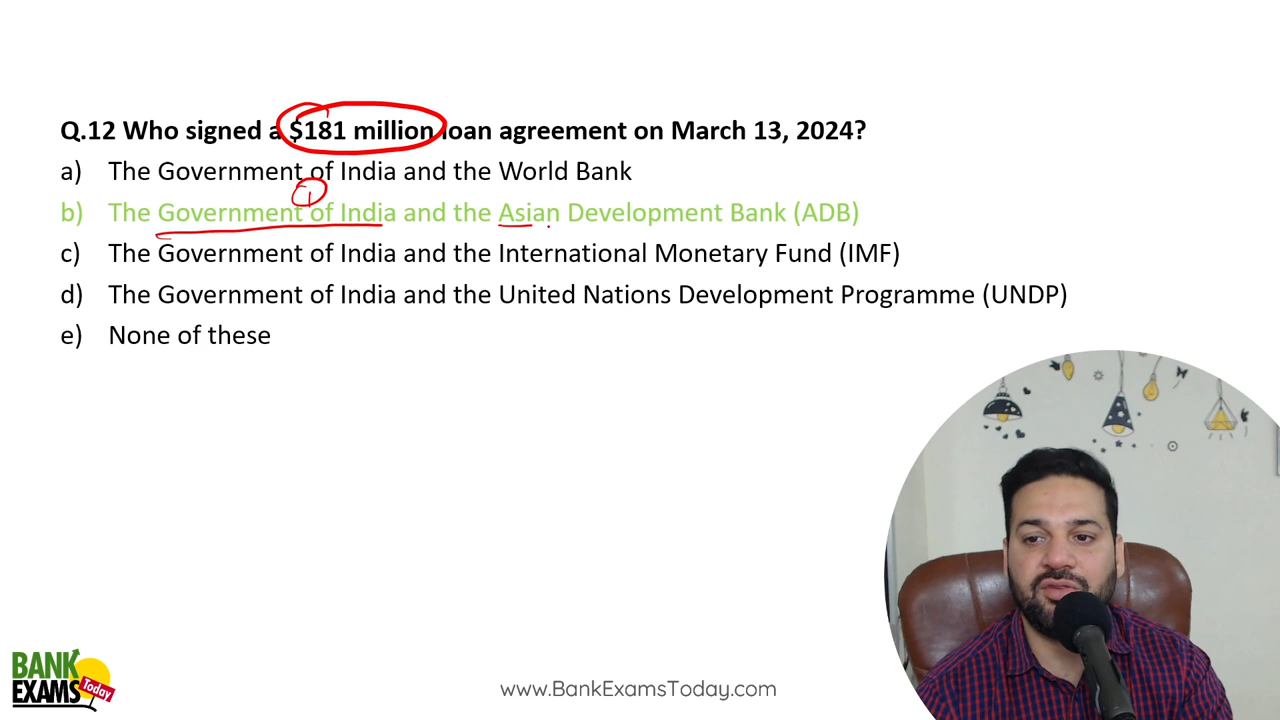 Q.12 Who signed a $181 million loan agreement on March 13, 2024?
a) The Government of India and the World Bank
1
b) The Government of India and the Asian Development Bank (ADB)
c) The Government of India and the International Monetary Fund (IMF)
d) The Government of India and the United Nations Development Programme (UNDP)
e) None of these
BANK
EXAMS
Today
www.BankExamsToday.com